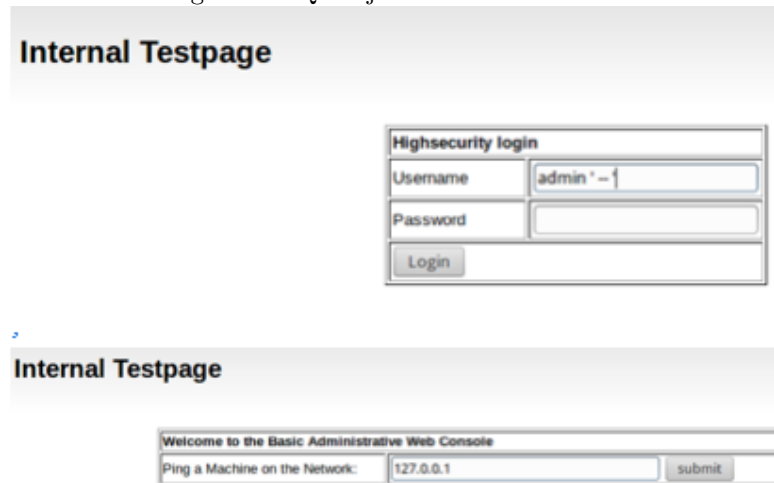 Internal Testpage
Highsecurity login
Username admin ' -- '
Password
Login
,
Internal Testpage
Welcome to the Basic Administrative Web Console
Ping a Machine on the Network: 127.0.0.1 submit